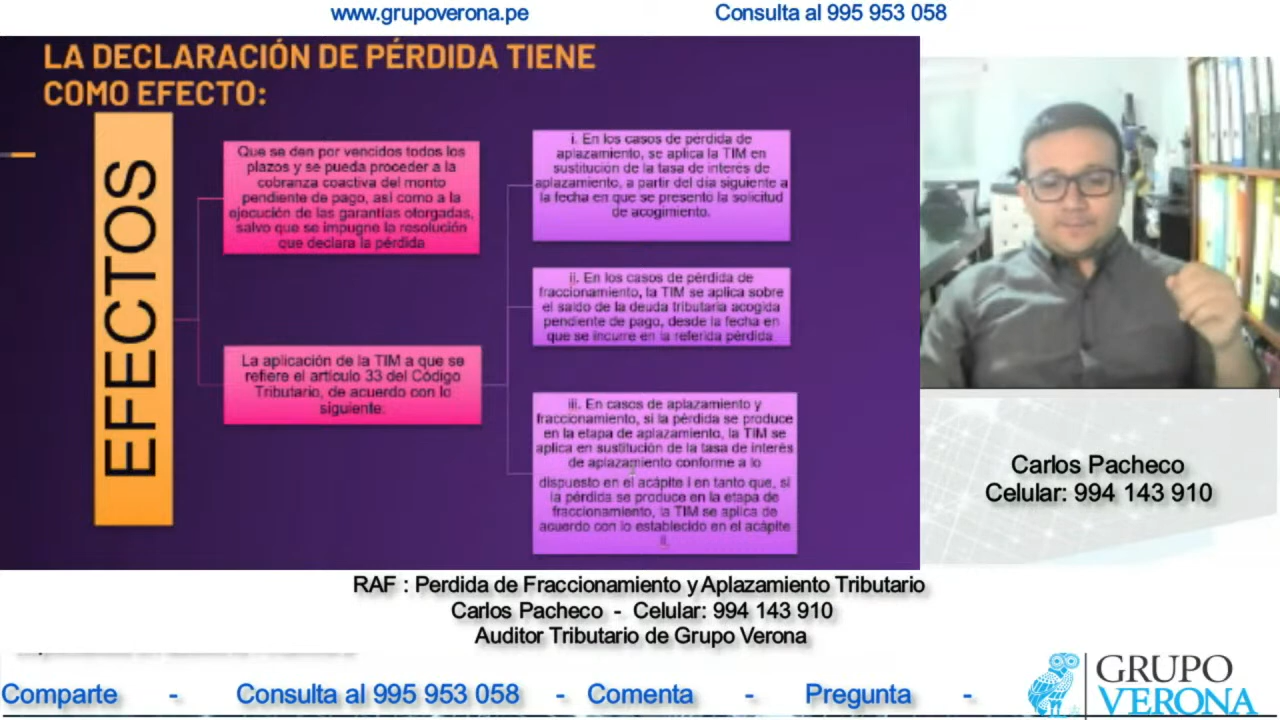 www.grupoverona.pe
Consulta al 995 953 058
LA DECLARACIÓN DE PÉRDIDA TIENE
COMO EFECTO:
EFECTOS
Que se den por vencidos todos los
plazos y se pueda proceder a la
cobranza coactiva del monto
pendiente de pago, así como a la
ejecución de las garantías otorgadas,
salvo que se impugne la resolución
que declara la pérdida
La aplicación de la TIM a que se
refiere el artículo 33 del Código
Tributario, de acuerdo con lo
siguiente:
i. En los casos de pérdida de
aplazamiento, se aplica la TIM en
sustitución de la tasa de interés de
aplazamiento, a partir del día siguiente a
la fecha en que se presentó la solicitud
de acogimiento.
ii. En los casos de pérdida de
fraccionamiento, la TIM se aplica sobre
el saldo de la deuda tributaria acogida
pendiente de pago, desde la fecha en
que se incurre en la referida pérdida
iii. En casos de aplazamiento y
fraccionamiento, si la pérdida se produce
en la etapa de aplazamiento, la TIM se
aplica en sustitución de la tasa de interés
de aplazamiento conforme a lo
dispuesto en el acápite i en tanto que, si
la pérdida se produce en la etapa de
fraccionamiento, la TIM se aplica de
acuerdo con lo establecido en el acápite
ii.
Carlos Pacheco
Celular: 994 143 910
RAF : Perdida de Fraccionamiento y Aplazamiento Tributario
Carlos Pacheco - Celular: 994 143 910
Auditor Tributario de Grupo Verona
Comparte - Consulta al 995 953 058 - Comenta - Pregunta -
GRUPO
VERONA